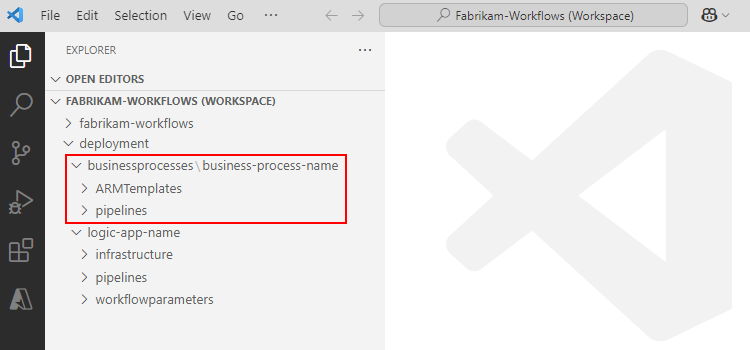 File Edit Selection View ··· Fabrikam-Workflows (Workspace)
EXPLORER ···
OPEN EDITORS
FABRIKAM-WORKFLOWS (WORKSPACE)
fabrikam-workflows
deployment
businessprocesses\business-process-name
ARMTemplates
pipelines
logic-app-name
infrastructure
pipelines
workflowparameters